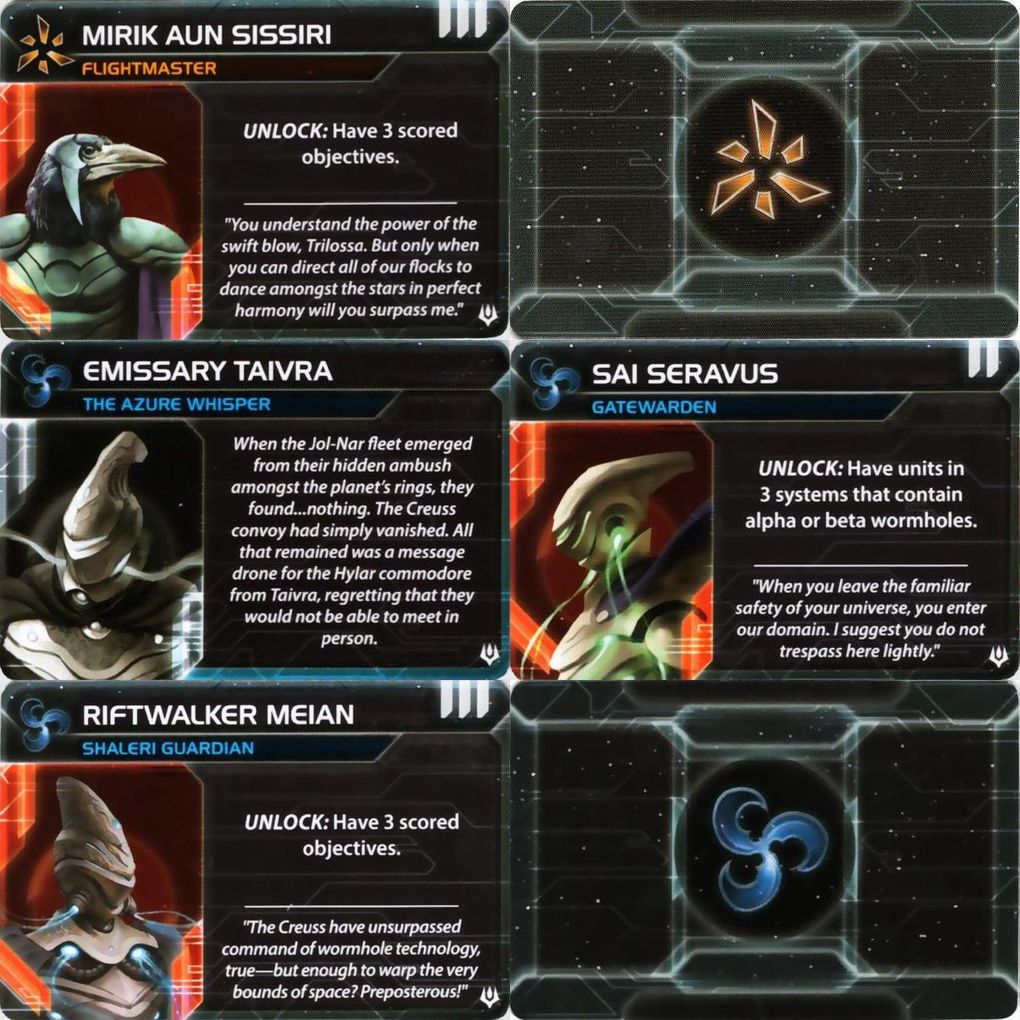 MIRIK AUN SISSIRI
FLIGHTMASTER
UNLOCK: Have 3 scored
objectives.
"You understand the power of the
swift blow, Trilossa. But only when
you can direct all of our flocks to
dance amongst the stars in perfect
harmony will you surpass me."
EMISSARY TAIVRA
THE AZURE WHISPER
When the Jol-Nar fleet emerged
from their hidden ambush
amongst the planet's rings, they
found...nothing. The Creuss
convoy had simply vanished. All
that remained was a message
drone for the Hylar commodore
from Taivra, regretting that they
would not be able to meet in
person.
SAI SERAVUS
GATEWARDEN
UNLOCK: Have units in
3 systems that contain
alpha or beta wormholes.
"When you leave the familiar
safety of your universe, you enter
our domain. I suggest you do not
trespass here lightly."
RIFTWALKER MEIAN
SHALERI GUARDIAN
UNLOCK: Have 3 scored
objectives.
"The Creuss have unsurpassed
command of wormhole technology,
true—but enough to warp the very
bounds of space? Preposterous!"